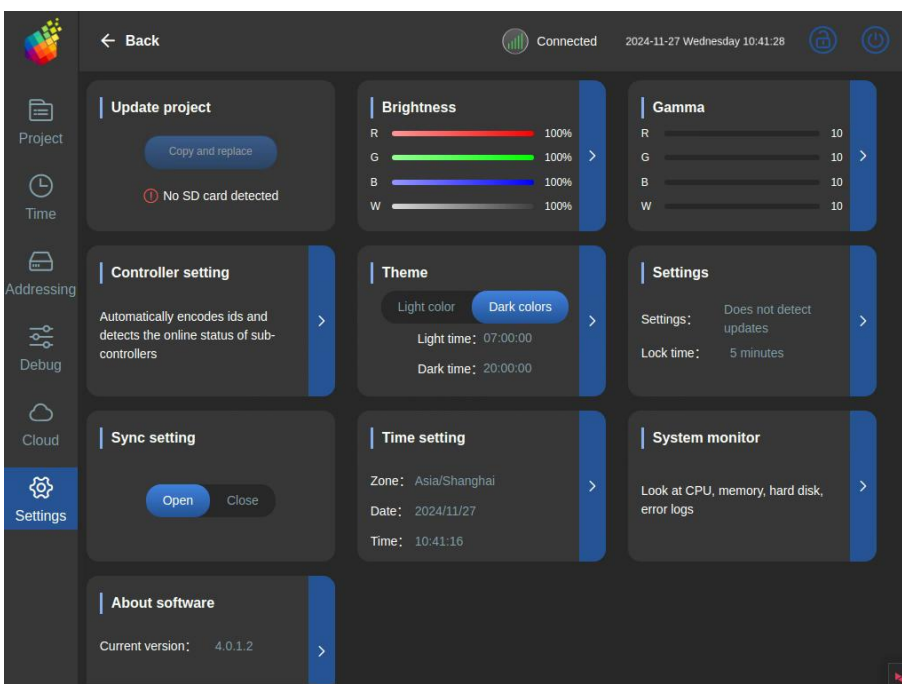 Back
Connected
2024-11-27 Wednesday 10:41:28
Project
Time
Addressing
Debug
Cloud
Settings
Update project
Copy and replace
No SD card detected
Brightness
R 100%
G 100%
B 100%
W 100%
Gamma
R 10
G 10
B 10
W 10
Controller setting
Automatically encodes ids and
detects the online status of sub-
controllers
Theme
Light color Dark colors
Light time： 07:00:00
Dark time： 20:00:00
Settings
Settings： Does not detect
updates
Lock time： 5 minutes
Sync setting
Open Close
Time setting
Zone： Asia/Shanghai
Date： 2024/11/27
Time： 10:41:16
System monitor
Look at CPU, memory, hard disk,
error logs
About software
Current version： 4.0.1.2